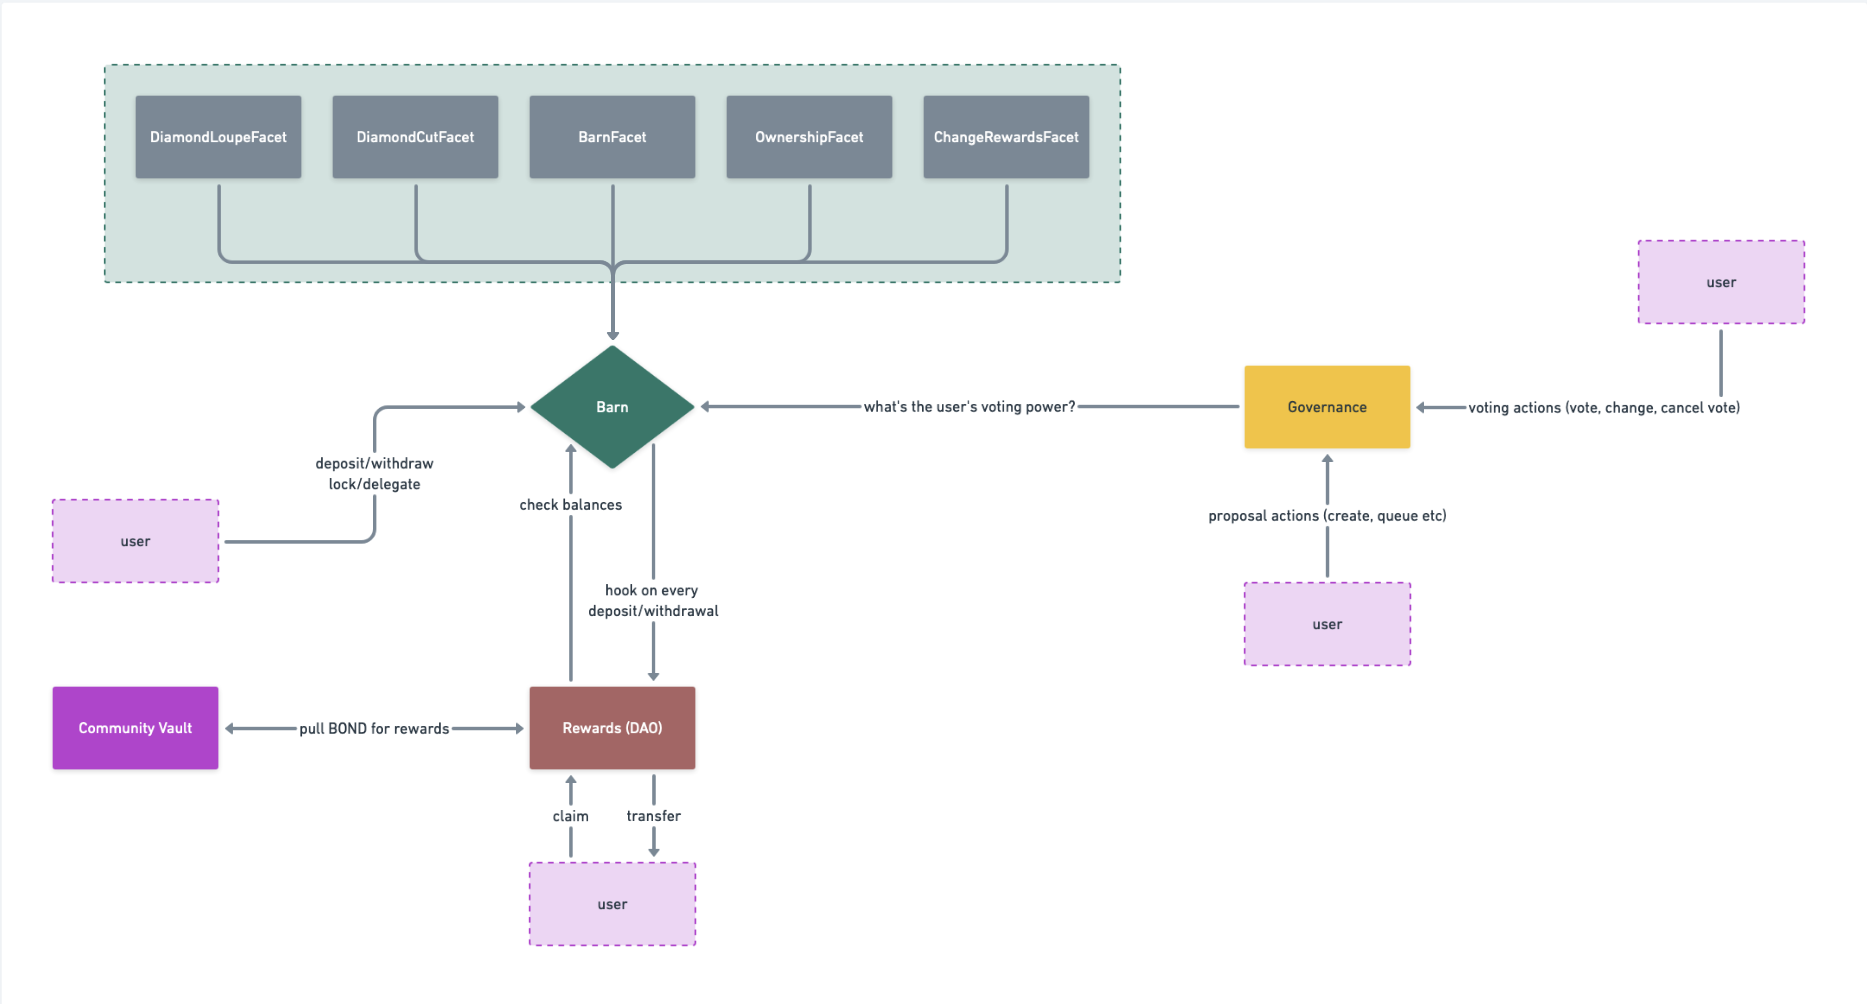 DiamondLoupeFacet
DiamondCutFacet
BarnFacet
OwnershipFacet
ChangeRewardsFacet
user
Barn
what's the user's voting power?
Governance
voting actions (vote, change, cancel vote)
deposit/withdraw
lock/delegate
check balances
proposal actions (create, queue etc)
user
hook on every
deposit/withdrawal
user
Community Vault
pull BOND for rewards
Rewards (DAO)
claim
transfer
user